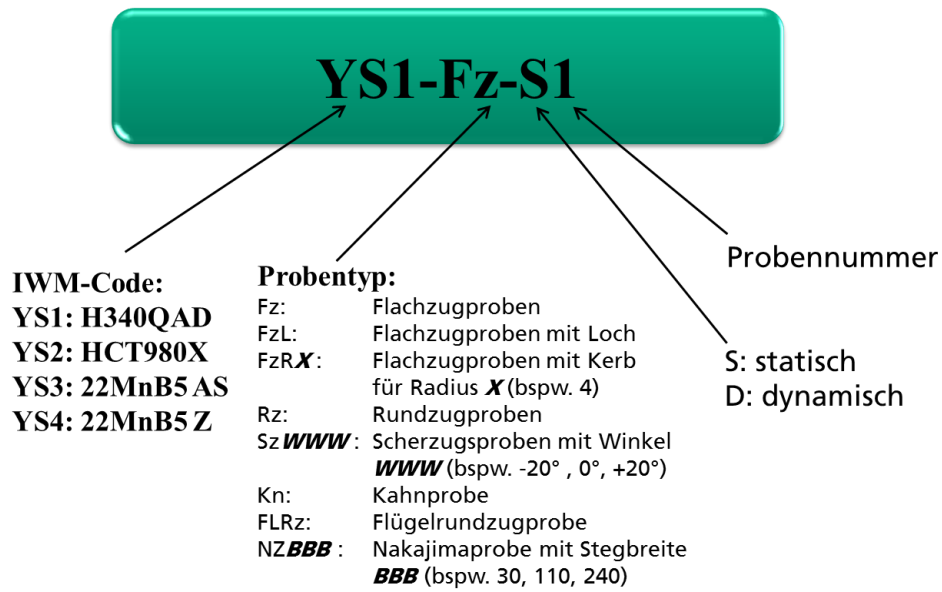 YS1-Fz-S1
IWM-Code:
YS1: H340QAD
YS2: HCT980X
YS3: 22MnB5 AS
YS4: 22MnB5 Z
Probentyp:
Fz: Flachzugproben
FzL: Flachzugproben mit Loch
FzRX : Flachzugproben mit Kerb
für Radius X (bspw. 4)
Rz: Rundzugproben
SzWWW : Scherzugsproben mit Winkel
WWW (bspw. -20° , 0°, +20°)
Kn: Kahnprobe
FLRz: Flügelrundzugprobe
NZBBB : Nakajimaprobe mit Stegbreite
BBB (bspw. 30, 110, 240)
Probennummer
S: statisch
D: dynamisch